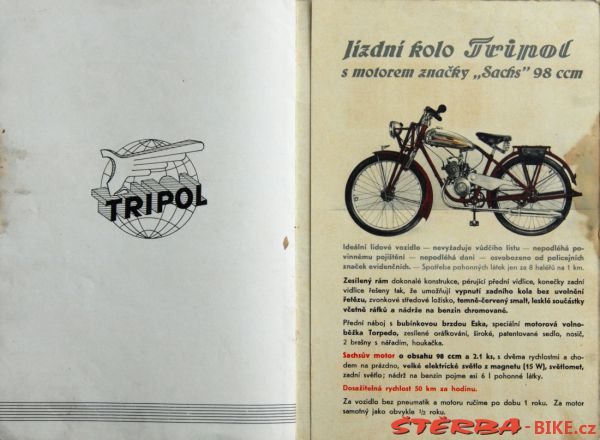 TRIPOL
Jízdní kolo Tripol
s motorem značky „Sachs" 98 ccm
Ideální lidové vozidlo — nevyžaduje vůdčího listu — nepodléhá po-
vinnému pojištění — nepodléhá dani — osvobozeno od policejních
značek evidenčních. — Spotřeba pohonných látek jen za 8 haléřů na 1 km.
Zesílený rám dokonalé konstrukce, pérující přední vidlice, konečky zadní
vidlice řešeny tak, že umožňují vypnutí zadního kola bez uvolnění
řetězu, zvonkové středové ložisko, temně-červený smalt, lesklé součástky
včetně ráfků a nádrže na benzin chromované.
Přední náboj s bubínkovou brzdou Eska, speciální motorová volno-
běžka Torpedo, zesílené oráfkování, široké, patentované sedlo, nosič,
2 brašny s nářadím, houkačka.
Sachsův motor o obsahu 98 ccm a 2.1 ks, s dvěma rychlostmi a cho-
dem na prázdno, velké elektrické světlo z magnetu [15 W], světlomet,
zadní světlo; nádrž na benzin pojme asi 6 l pohonné látky.
Dosažitelná rychlost 50 km za hodinu.
Za vozidlo bez pneumatik a motoru ručíme po dobu 1 roku. Za motor
samotný jako obvykle 1/2 roku.
ŠTĚRBA-BIKE.cz